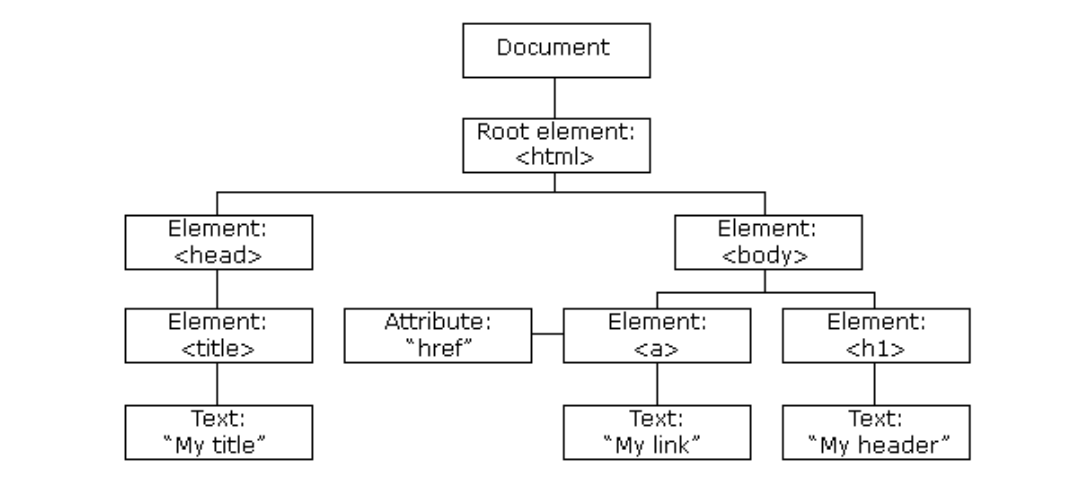 Document
Root element:
<html>
Element:
<head>
Element:
<body>
Element:
<title>
Attribute:
“href”
Element:
<a>
Element:
<h1>
Text:
“My title”
Text:
“My link”
Text:
“My header”